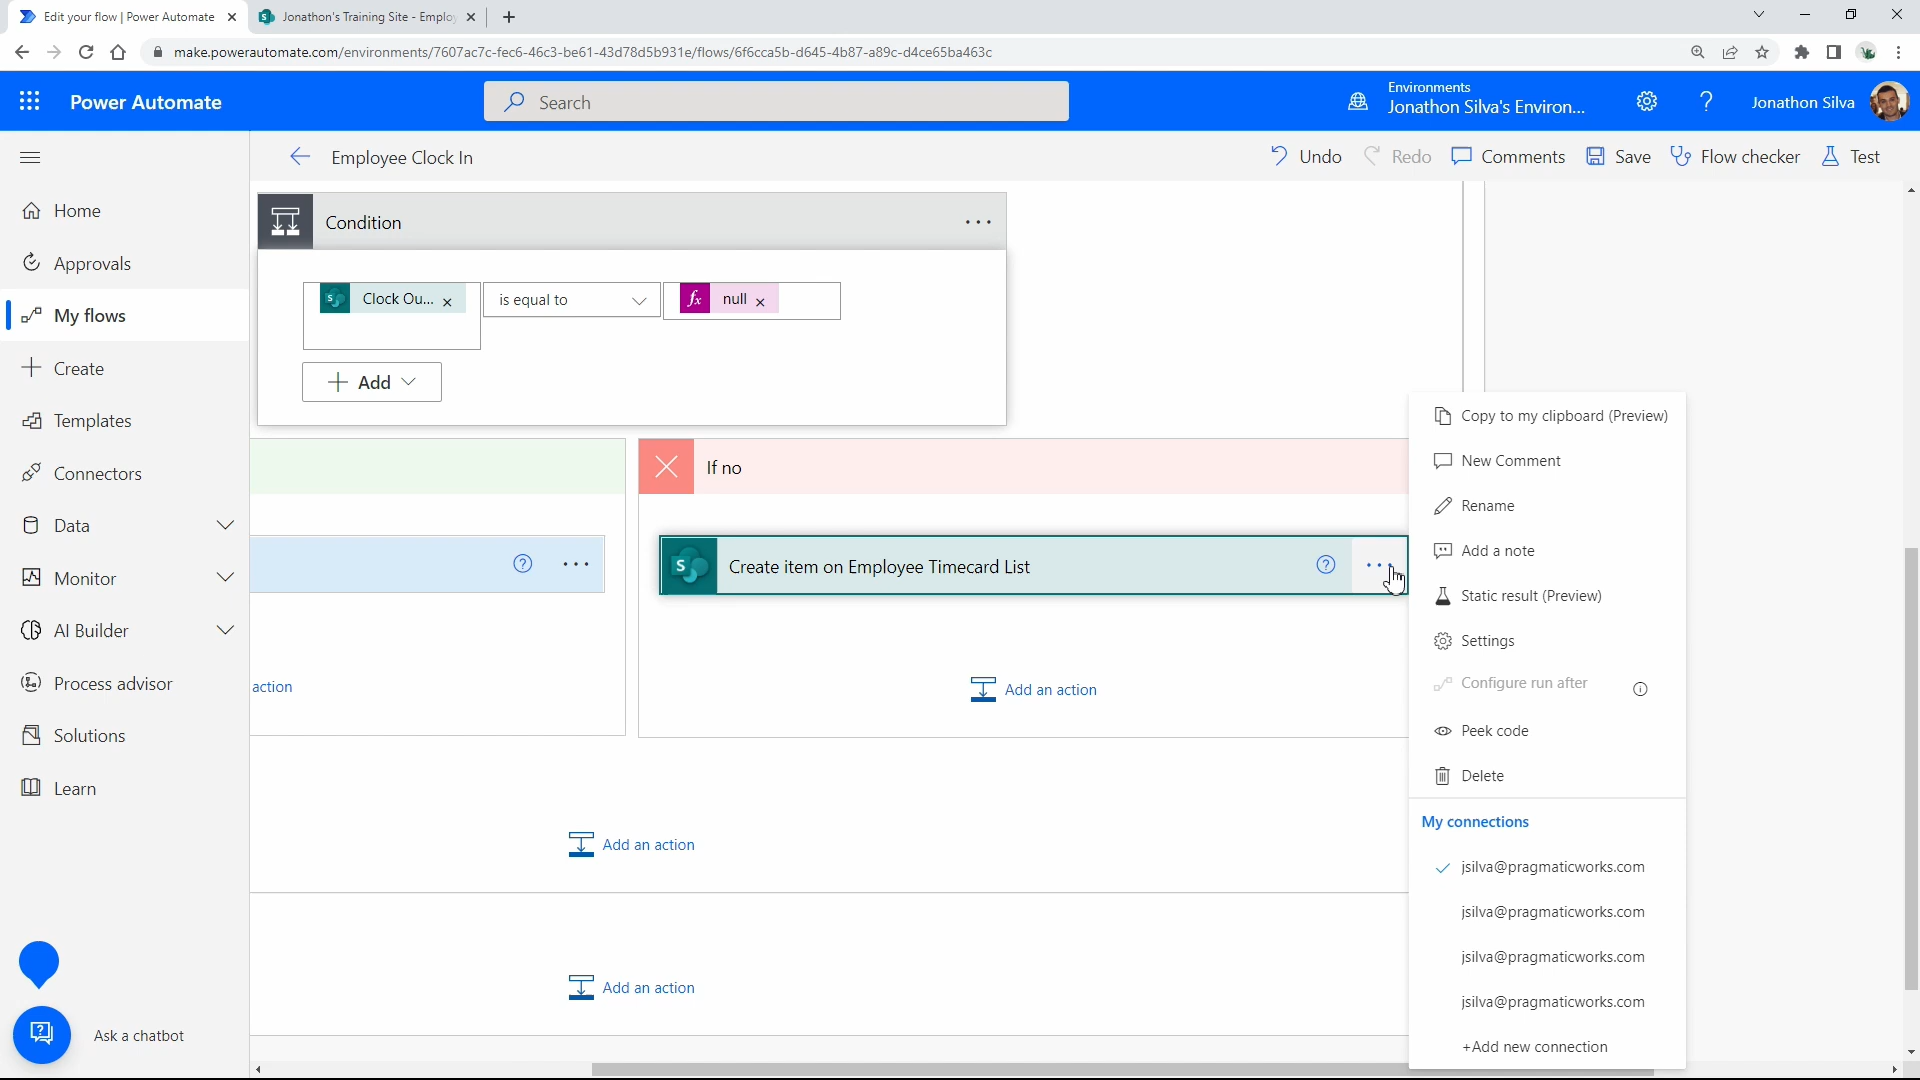 Edit your flow | Power Automate
Jonathon's Training Site - Emplo
make.powerautomate.com/environments/7607ac7c-fec6-46c3-be61-43d78d5b931e/flows/6f6cca5b-d645-4b87-a89c-d4ce65ba463c
Power Automate
Search
Environments
Jonathon Silva's Environ...
?
Jonathon Silva
Employee Clock In
Undo
Redo
Comments
Save
Flow checker
Test
Home
Approvals
My flows
Create
Templates
Connectors
Data
Monitor
AI Builder
Process advisor
Solutions
Learn
Ask a chatbot
Condition
...
S
Clock Ou... ×
is equal to
fx
null ×
+ Add
action
? ...
If no
S
Create item on Employee Timecard List
? ...
Add an action
Add an action
Add an action
Copy to my clipboard (Preview)
New Comment
Rename
Add a note
Static result (Preview)
Settings
Configure run after
Peek code
Delete
My connections
jsilva@pragmaticworks.com
jsilva@pragmaticworks.com
jsilva@pragmaticworks.com
jsilva@pragmaticworks.com
+Add new connection